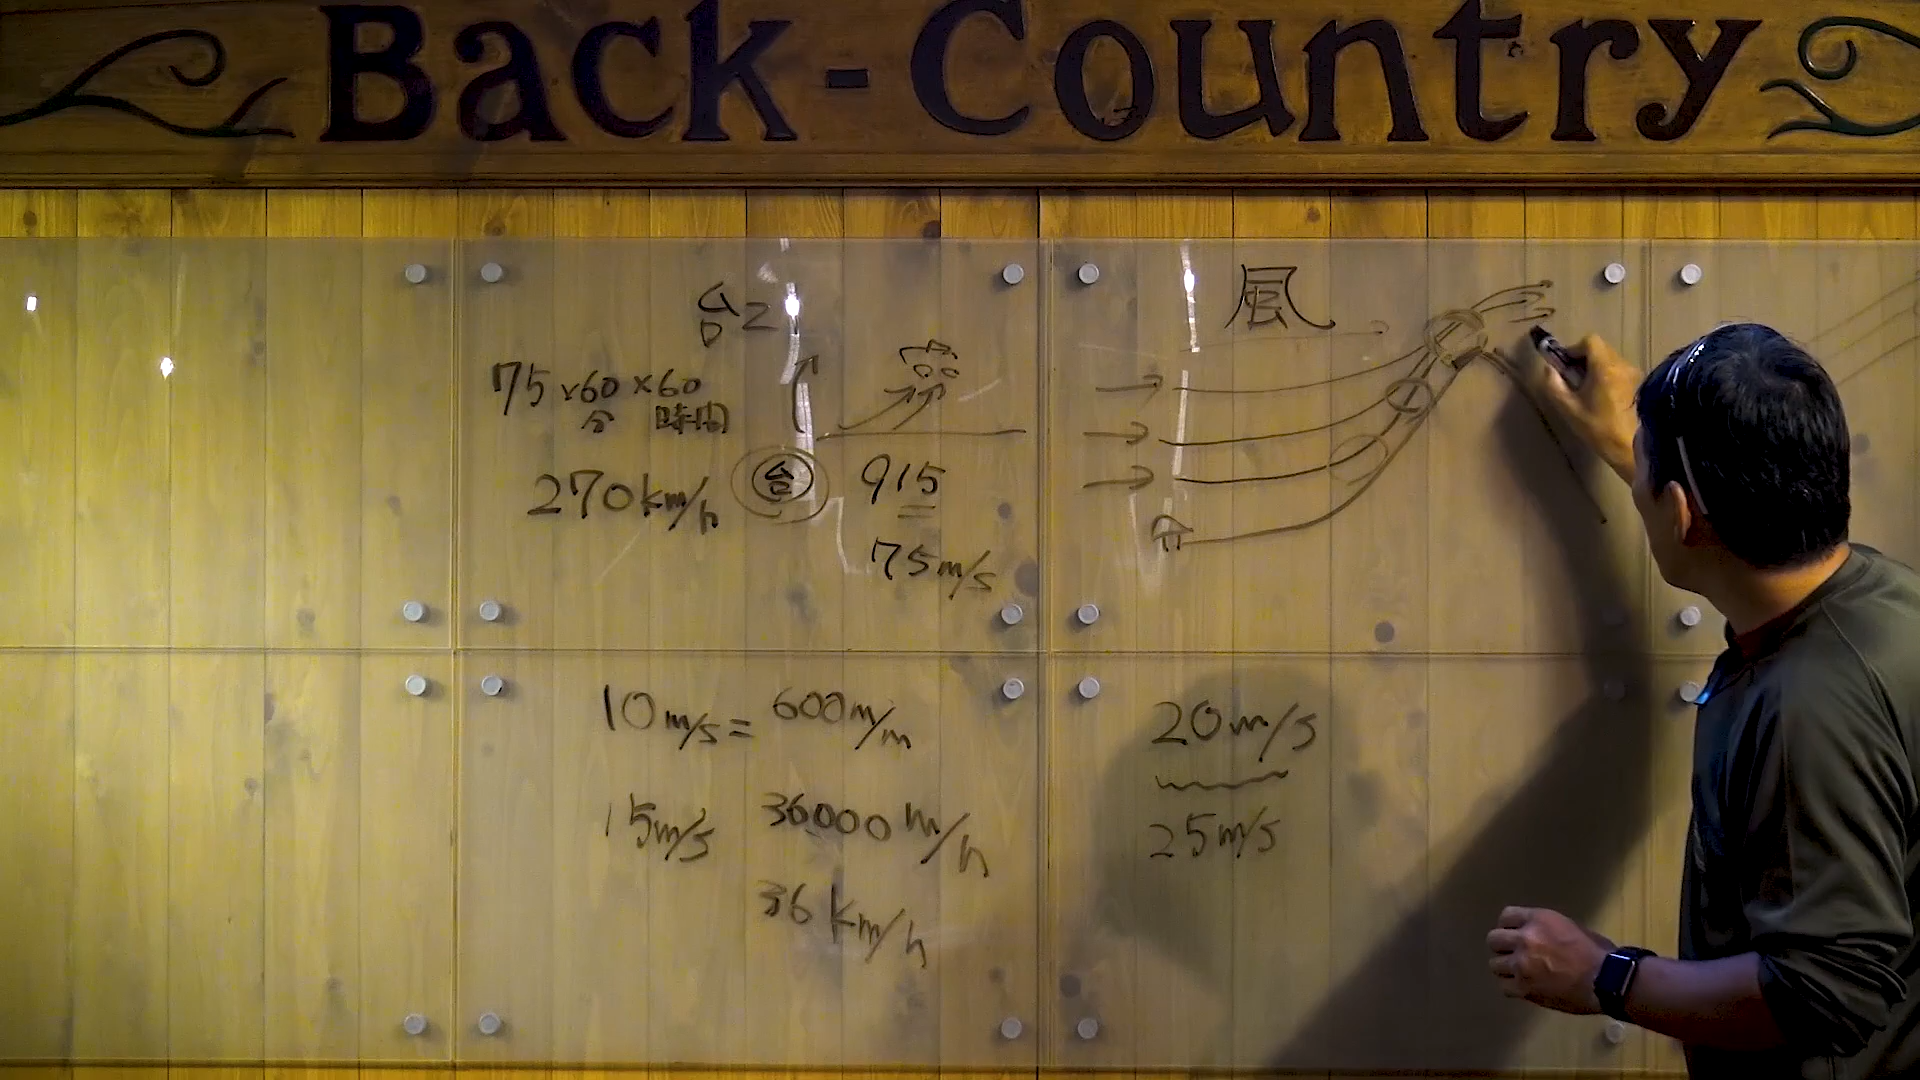 Back-Country
台2
75×60×60
分 時間
270km/h
台
915
75m/s
風
10m/s = 600m/m
15m/s 36000m/h
36km/h
20m/s
25m/s